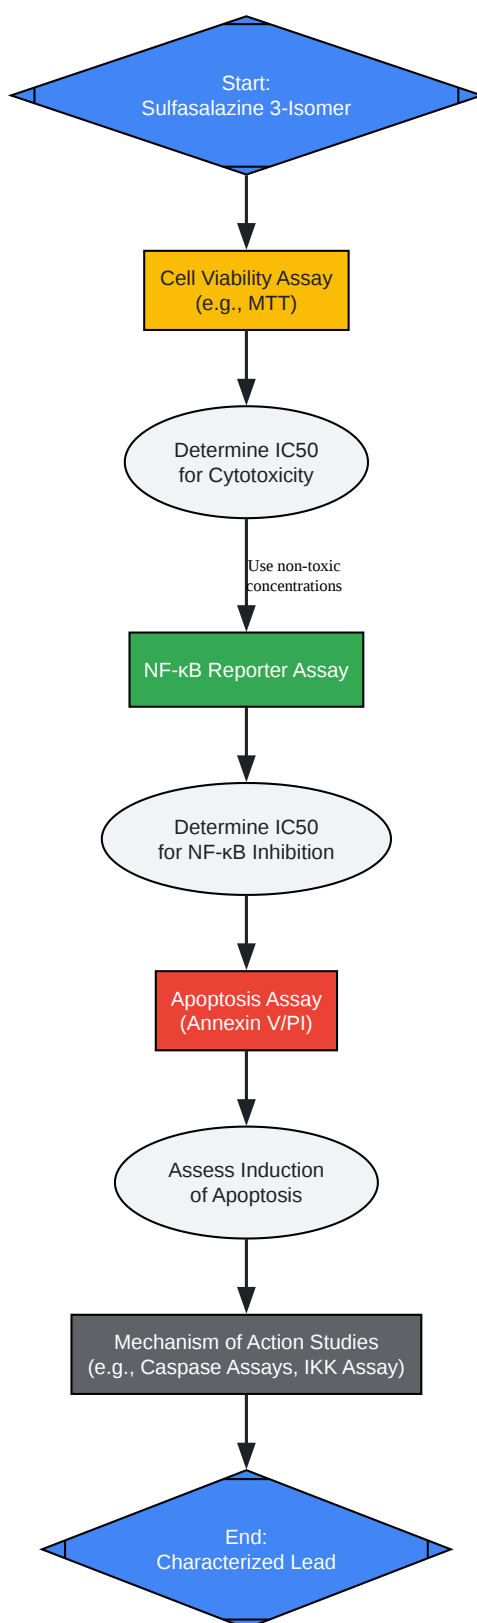 Start:
Sulfasalazine 3-Isomer
Cell Viability Assay
(e.g., MTT)
Determine IC50
for Cytotoxicity
Use non-toxic
concentrations
NF-κB Reporter Assay
Determine IC50
for NF-κB Inhibition
Apoptosis Assay
(Annexin V/PI)
Assess Induction
of Apoptosis
Mechanism of Action Studies
(e.g., Caspase Assays, IKK Assay)
End:
Characterized Lead